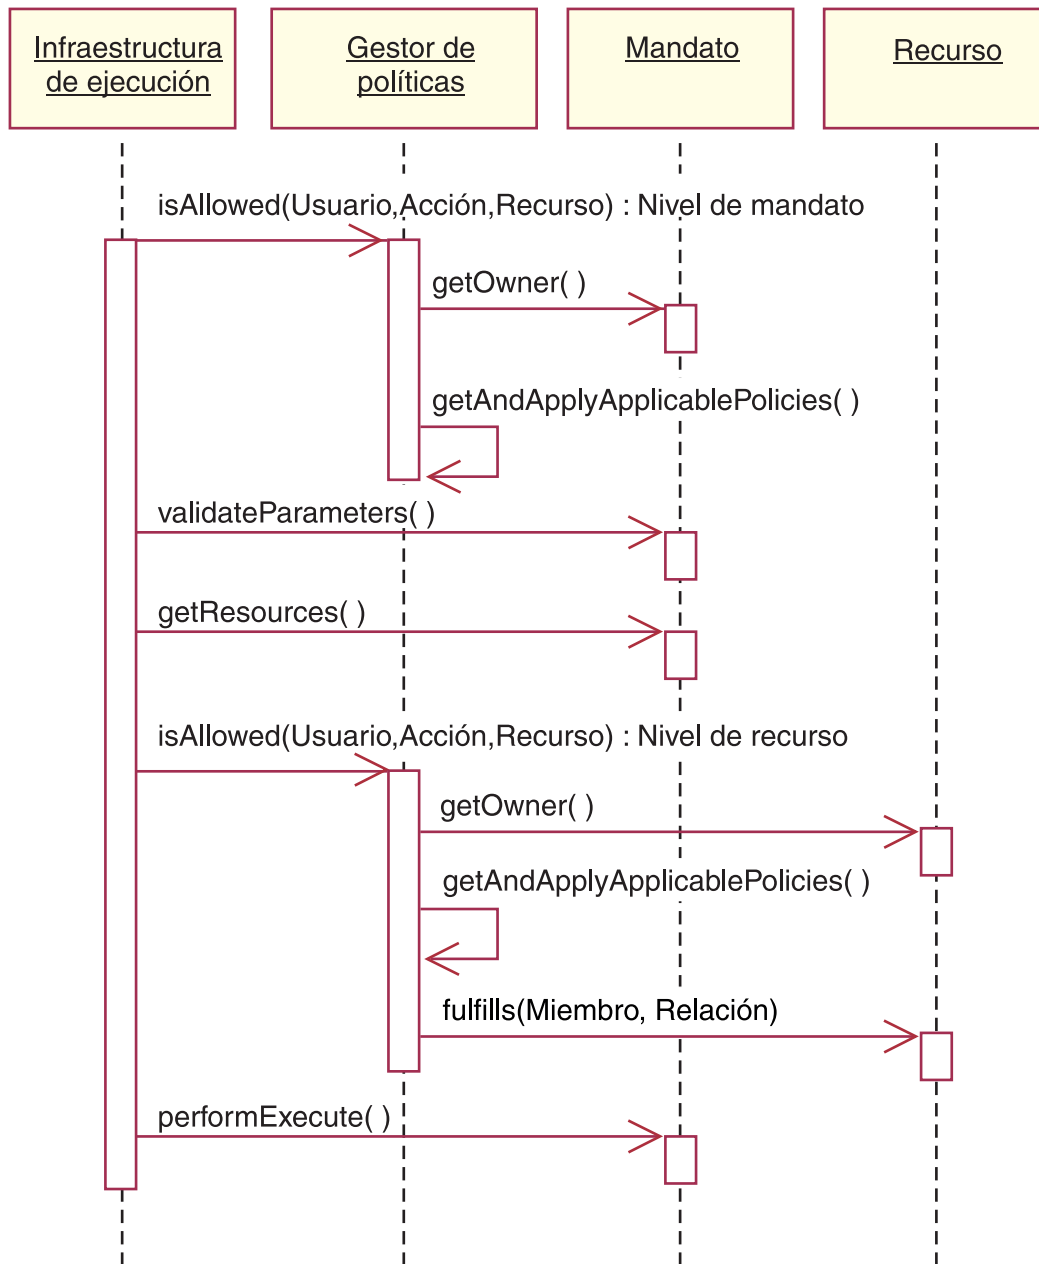 Infraestructura
de ejecución
Gestor de
políticas
Mandato
Recurso
isAllowed(Usuario,Acción,Recurso) : Nivel de mandato
getOwner( )
getAndApplyApplicablePolicies( )
validateParameters( )
getResources( )
isAllowed(Usuario,Acción,Recurso) : Nivel de recurso
getOwner( )
getAndApplyApplicablePolicies( )
fulfills(Miembro, Relación)
performExecute( )